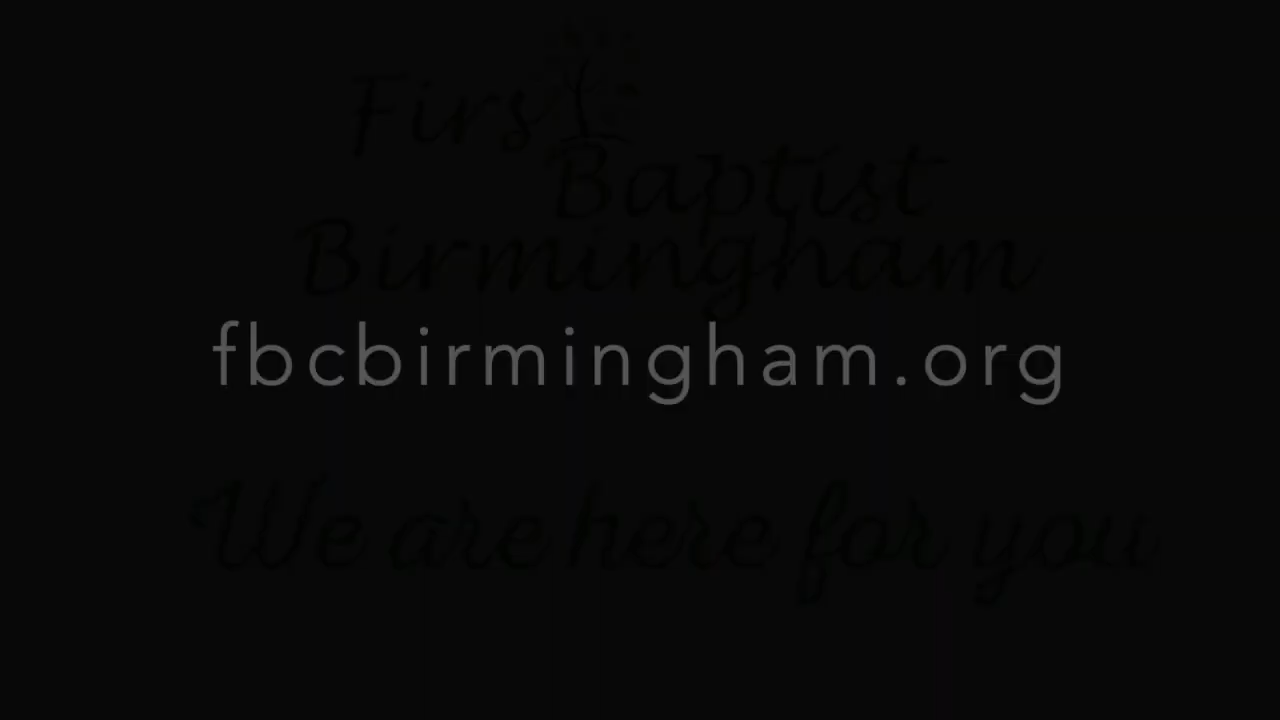 First
Baptist
Birmingham
fbcbirmingham.org
We are here for you